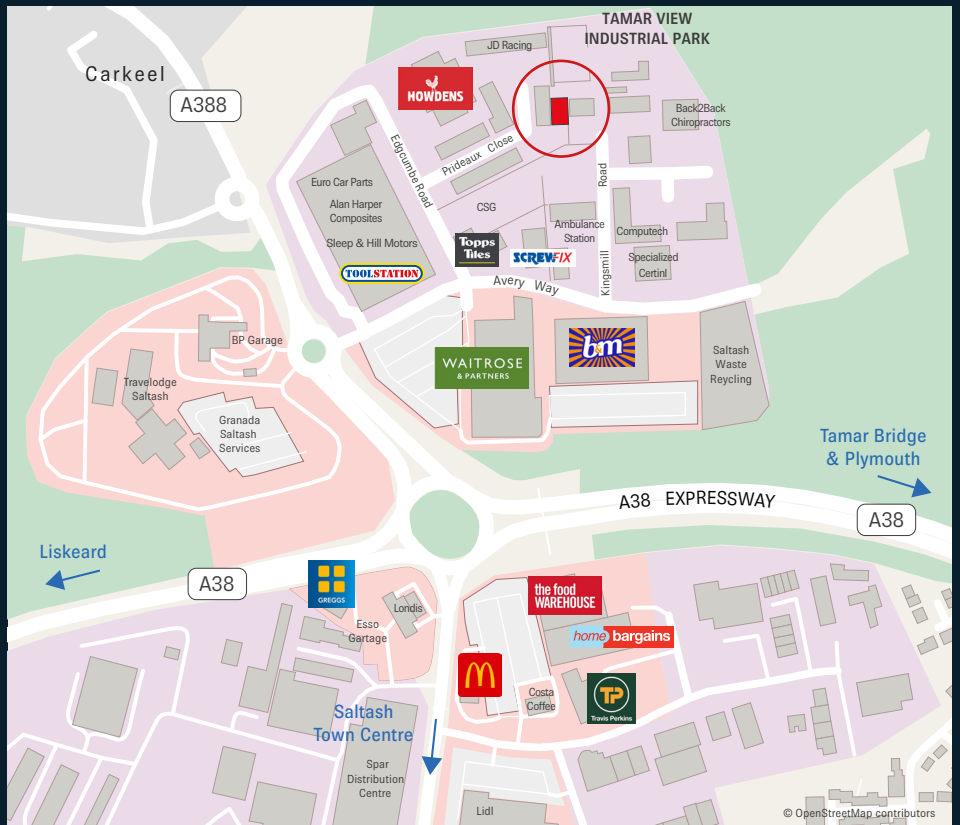 TAMAR VIEW
INDUSTRIAL PARK
JD Racing
Carkeel
A388
HOWDENS
Back2Back
Chiropractors
Edgcumbe Road
Prideaux Close
Euro Car Parts
Alan Harper
Composites
Sleep & Hill Motors
TOOLSTATION
CSG
Kingsmill Road
Ambulance
Station
Computech
Topps
Tiles
SCREWFIX
Specialized
Certinl
Avery Way
BP Garage
WAITROSE
& PARTNERS
b&m
Saltash
Waste
Reycling
Travelodge
Saltash
Granada
Saltash
Services
Tamar Bridge
& Plymouth
A38 EXPRESSWAY
A38
Liskeard
A38
GREGGS
Londis
Esso
Gartage
the food
WAREHOUSE
home bargains
M
Costa
Coffee
TP
Travis Perkins
Saltash
Town Centre
Spar
Distribution
Centre
Lidl
© OpenStreetMap contributors